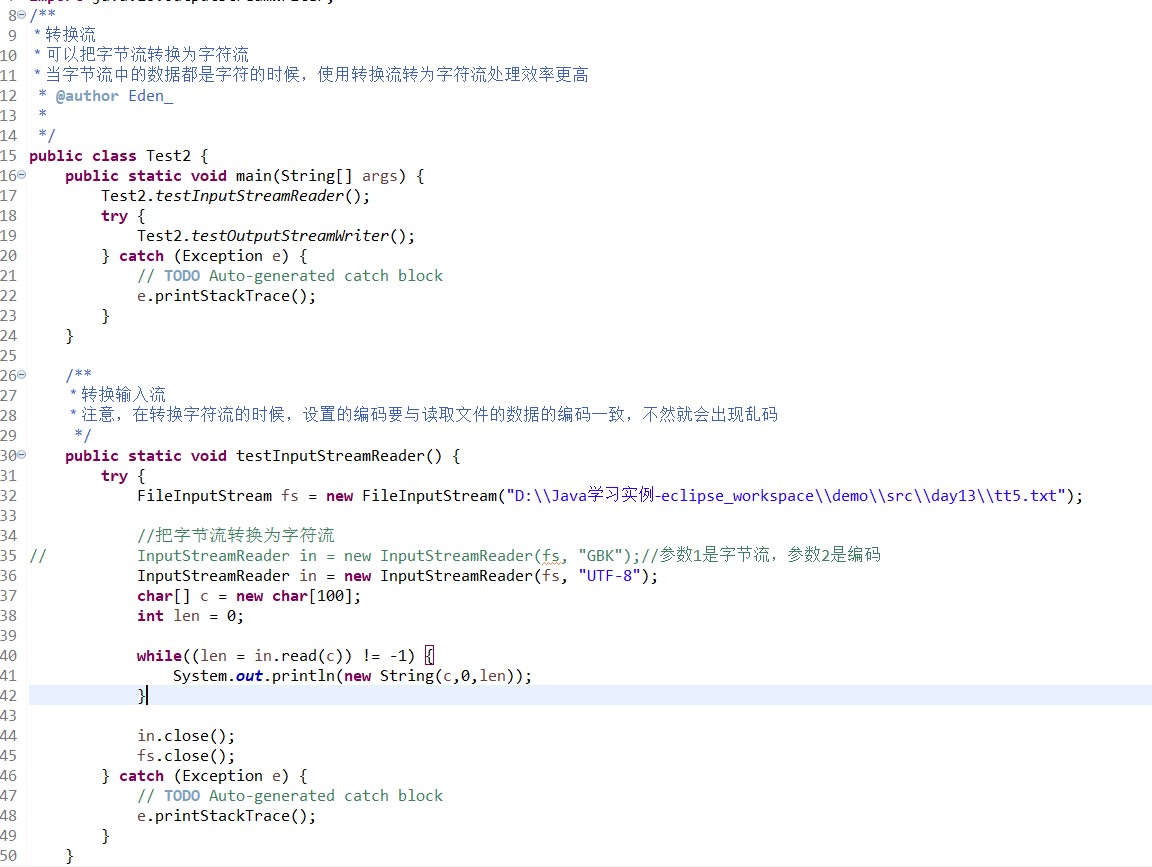 8 /**
9 * 转换流
10 * 可以把字节流转换为字符流
11 * 当字节流中的数据都是字符的时候，使用转换流转为字符流处理效率更高
12 * @author Eden_
13 *
14 */
15 public class Test2 {
16 public static void main(String[] args) {
17 Test2.testInputStreamReader();
18 try {
19 Test2.testOutputStreamWriter();
20 } catch (Exception e) {
21 // TODO Auto-generated catch block
22 e.printStackTrace();
23 }
24 }
25
26 /**
27 * 转换输入流
28 * 注意，在转换字符流的时候，设置的编码要与读取文件的数据的编码一致，不然就会出现乱码
29 */
30 public static void testInputStreamReader() {
31 try {
32 FileInputStream fs = new FileInputStream("D:\\Java学习实例-eclipse_workspace\\demo\\src\\day13\\tt5.txt");
33
34 //把字节流转换为字符流
35 // InputStreamReader in = new InputStreamReader(fs, "GBK");//参数1是字节流，参数2是编码
36 InputStreamReader in = new InputStreamReader(fs, "UTF-8");
37 char[] c = new char[100];
38 int len = 0;
39
40 while((len = in.read(c)) != -1) {
41 System.out.println(new String(c,0,len));
42 }
43
44 in.close();
45 fs.close();
46 } catch (Exception e) {
47 // TODO Auto-generated catch block
48 e.printStackTrace();
49 }
50 }